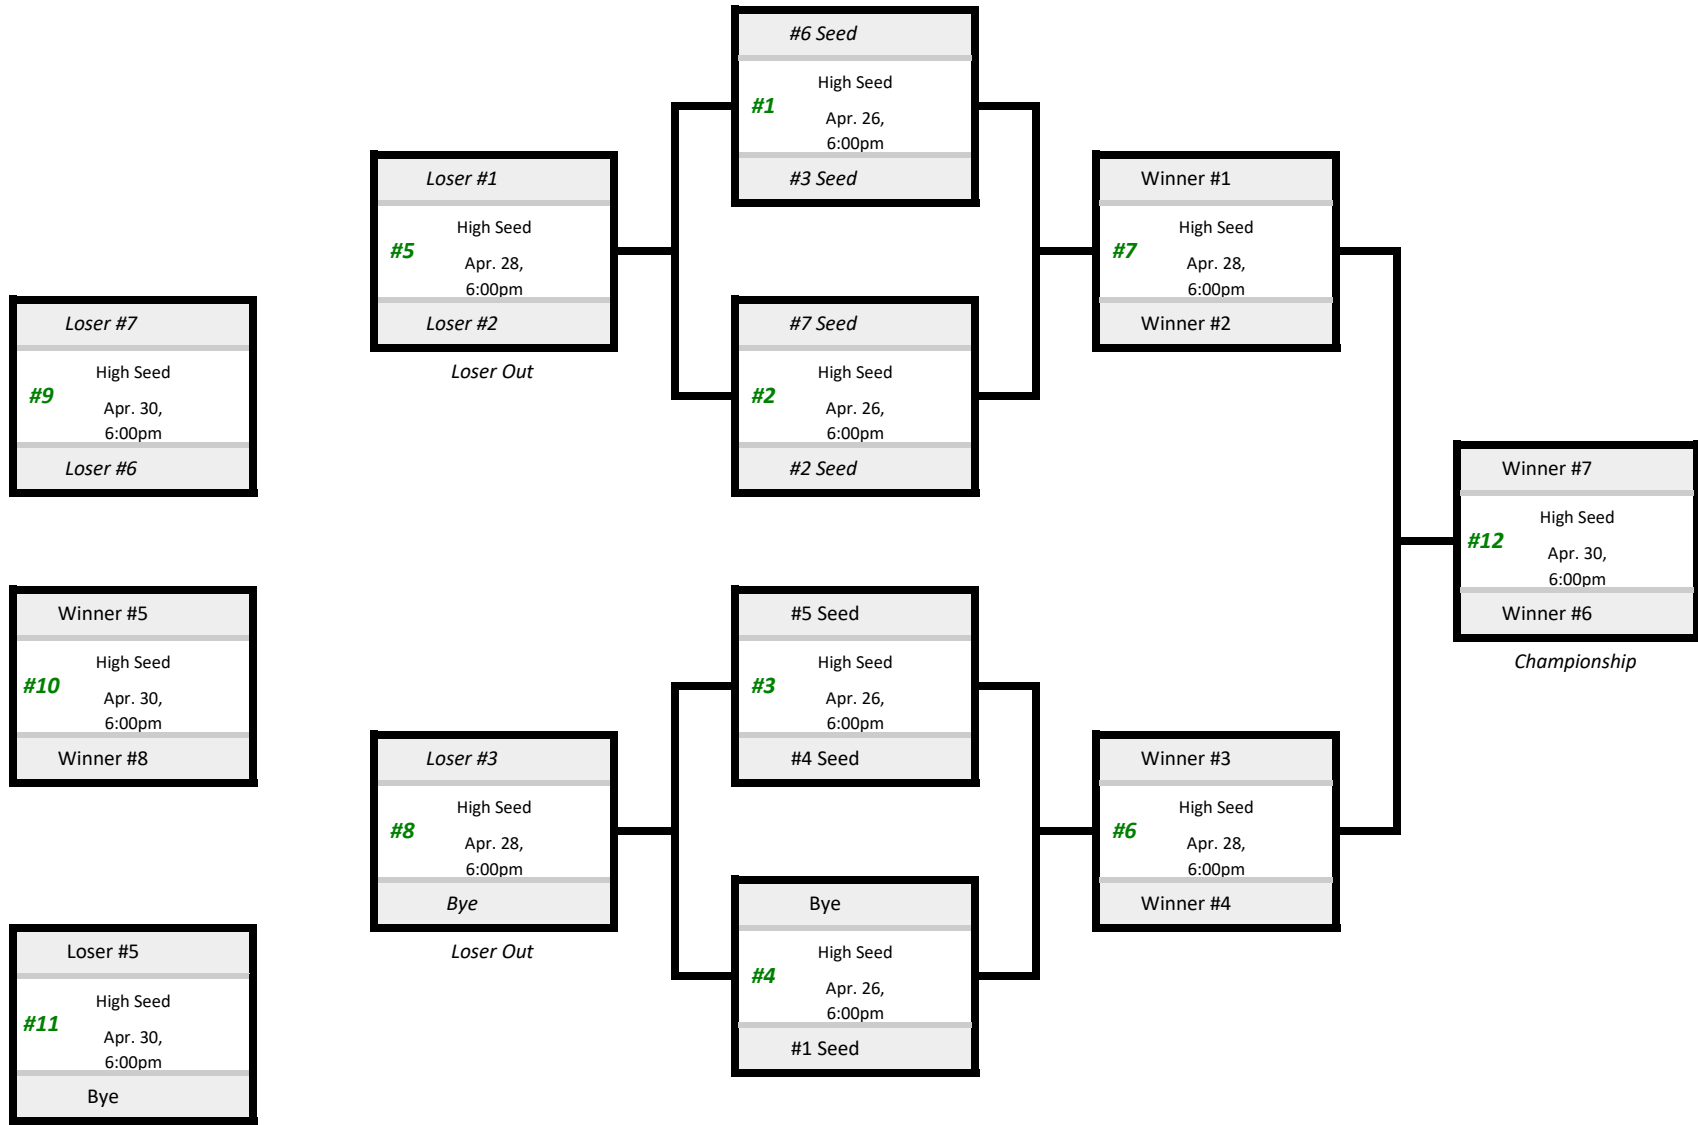 Loser #7
High Seed
#9
Apr. 30,
6:00pm
Loser #6
Winner #5
High Seed
#10
Apr. 30,
6:00pm
Winner #8
Loser #5
High Seed
#11
Apr. 30,
6:00pm
Bye
Loser #1
High Seed
#5
Apr. 28,
6:00pm
Loser #2
Loser Out
Loser #3
High Seed
#8
Apr. 28,
6:00pm
Bye
Loser Out
#6 Seed
High Seed
#1
Apr. 26,
6:00pm
#3 Seed
#7 Seed
High Seed
#2
Apr. 26,
6:00pm
#2 Seed
#5 Seed
High Seed
#3
Apr. 26,
6:00pm
#4 Seed
Bye
High Seed
#4
Apr. 26,
6:00pm
#1 Seed
Winner #1
High Seed
#7
Apr. 28,
6:00pm
Winner #2
Winner #3
High Seed
#6
Apr. 28,
6:00pm
Winner #4
Winner #7
High Seed
#12
Apr. 30,
6:00pm
Winner #6
Championship